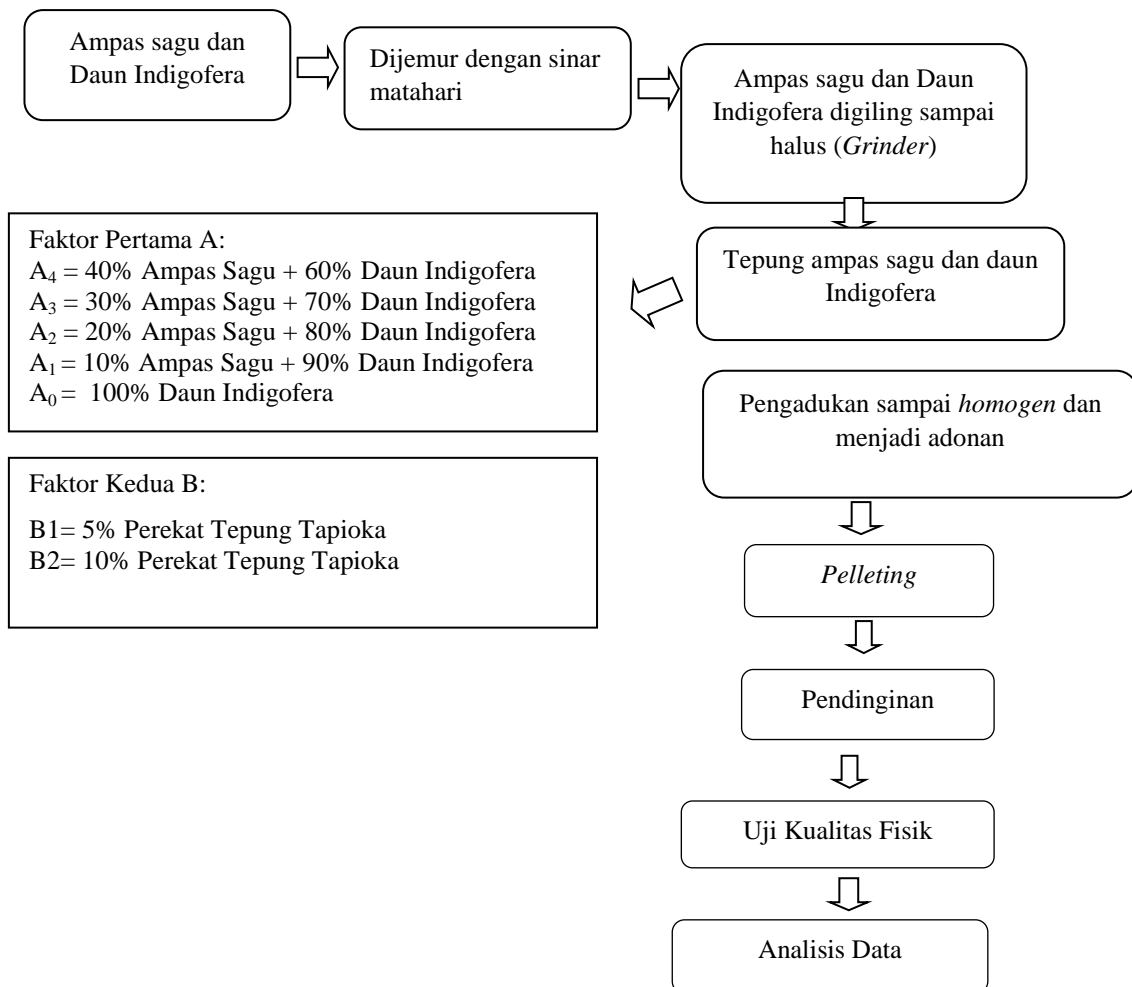 Ampas sagu dan
Daun Indigofera
Dijemur dengan sinar
matahari
Ampas sagu dan Daun
Indigofera digiling sampai
halus (Grinder)
Tepung ampas sagu dan daun
Indigofera
Faktor Pertama A:
A₄ = 40% Ampas Sagu + 60% Daun Indigofera
A₃ = 30% Ampas Sagu + 70% Daun Indigofera
A₂ = 20% Ampas Sagu + 80% Daun Indigofera
A₁ = 10% Ampas Sagu + 90% Daun Indigofera
A₀ = 100% Daun Indigofera
Faktor Kedua B:
B1= 5% Perekat Tepung Tapioka
B2= 10% Perekat Tepung Tapioka
Pengadukan sampai homogen dan
menjadi adonan
Pelleting
Pendinginan
Uji Kualitas Fisik
Analisis Data